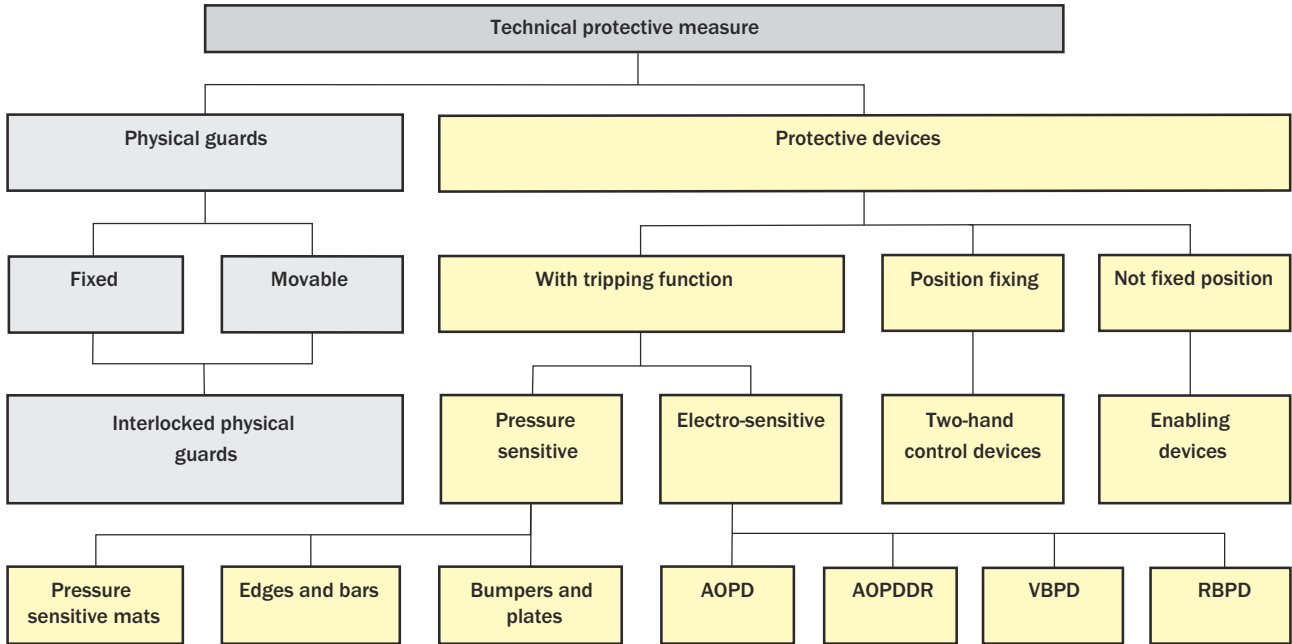 Technical protective measure
Physical guards
Protective devices
Fixed
Movable
With tripping function
Position fixing
Not fixed position
Interlocked physical
guards
Pressure
sensitive
Electro-sensitive
Two-hand
control devices
Enabling
devices
Pressure
sensitive mats
Edges and bars
Bumpers and
plates
AOPD
AOPDDR
VBPD
RBPD